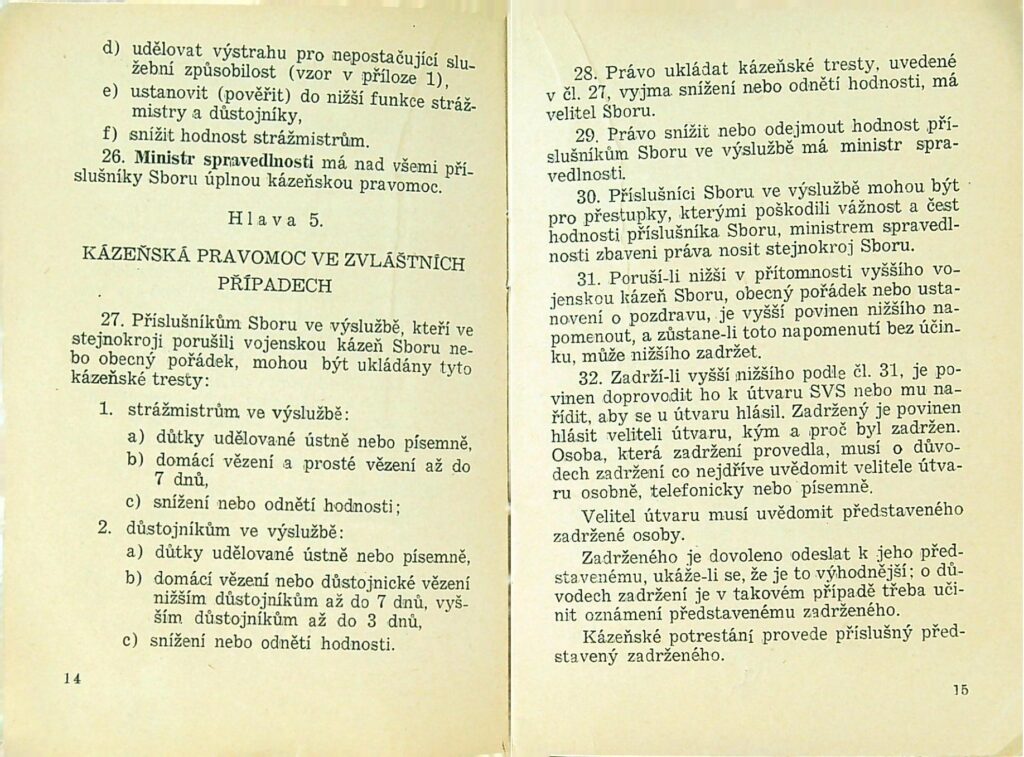 d) udělovat výstrahu pro nepostačující slu-
žební způsobilost (vzor v příloze 1),
e) ustanovit (pověřit) do nižší funkce stráž-
mistry a důstojníky,
f) snížit hodnost strážmistrům.
26. Ministr spravedlnosti má nad všemi pří-
slušníky Sboru úplnou kázeňskou pravomoc.
Hlava 5.
KÁZEŇSKÁ PRAVOMOC VE ZVLÁŠTNÍCH
PŘÍPADECH
27. Příslušníkům Sboru ve výslužbě, kteří ve
stejnokroji porušili vojenskou kázeň Sboru ne-
bo obecný pořádek, mohou být ukládány tyto
kázeňské tresty:
1. strážmistrům ve výslužbě:
a) důtky udělované ústně nebo písemně,
b) domácí vězení a prosté vězení až do
7 dnů,
c) snížení nebo odnětí hodnosti;
2. důstojníkům ve výslužbě:
a) důtky udělované ústně nebo písemně,
b) domácí vězení nebo důstojnické vězení
nižším důstojníkům až do 7 dnů, vyš-
ším důstojníkům až do 3 dnů,
c) snížení nebo odnětí hodnosti.
14
28. Právo ukládat kázeňské tresty, uvedené
v čl. 27, vyjma snížení nebo odnětí hodnosti, má
velitel Sboru.
29. Právo snížit nebo odejmout hodnost pří-
slušníkům Sboru ve výslužbě má ministr spra-
vedlnosti.
30. Příslušníci Sboru ve výslužbě mohou být
pro přestupky, kterými poškodili vážnost a čest
hodnosti příslušníka Sboru, ministrem spravedl-
nosti zbaveni práva nosit stejnokroj Sboru.
31. Poruší-li nižší v přítomnosti vyššího vo-
jenskou kázeň Sboru, obecný pořádek nebo usta-
novení o pozdravu, je vyšší povinen nižšího na-
pomenout, a zůstane-li toto napomenutí bez účin-
ku, může nižšího zadržet.
32. Zadrží-li vyšší nižšího podle čl. 31, je po-
vinen doprovodit ho k útvaru SVS nebo mu na-
řídit, aby se u útvaru hlásil. Zadržený je povinen
hlásit veliteli útvaru, kým a proč byl zadržen.
Osoba, která zadržení provedla, musí o důvo-
dech zadržení co nejdříve uvědomit velitele útva-
ru osobně, telefonicky nebo písemně.
Velitel útvaru musí uvědomit představeného
zadržené osoby.
Zadrženého je dovoleno odeslat k jeho před-
stavenému, ukáže-li se, že je to výhodnější; o dů-
vodech zadržení je v takovém případě třeba uči-
nit oznámení představenému zadrženého.
Kázeňské potrestání provede příslušný před-
stavený zadrženého.
15